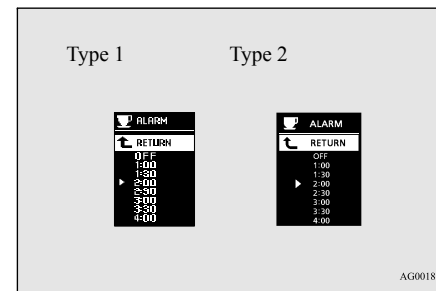 Type 1 Type 2
ALARM
RETURN
OFF
1:00
1:30
2:00
2:30
3:00
3:30
4:00
ALARM
RETURN
OFF
1:00
1:30
2:00
2:30
3:00
3:30
4:00
AG0018